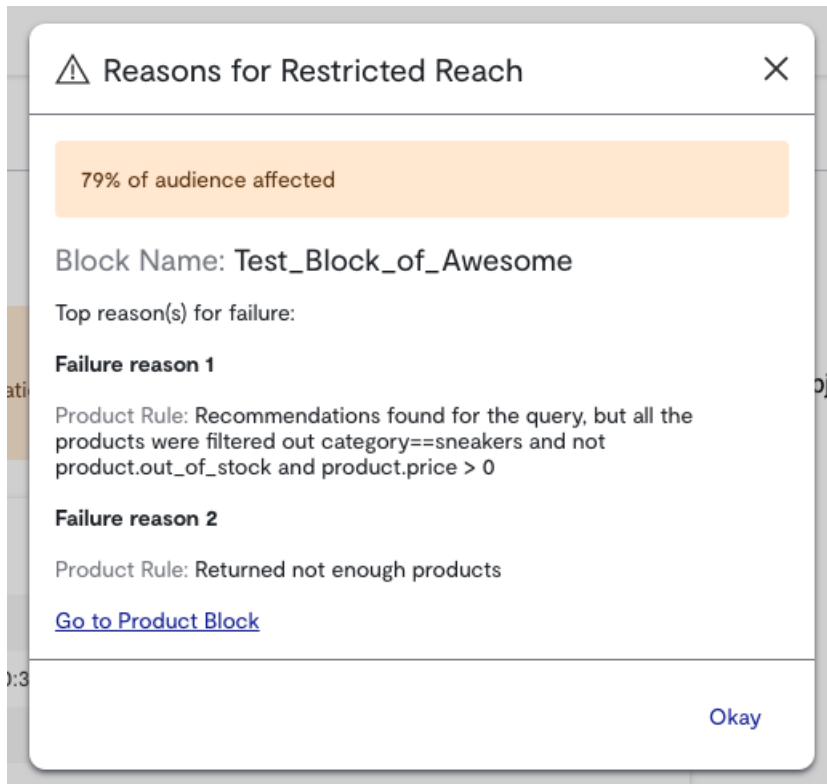 Reasons for Restricted Reach
79% of audience affected
Block Name: Test_Block_of_Awesome
Top reason(s) for failure:
Failure reason 1
Product Rule: Recommendations found for the query, but all the
products were filtered out category==sneakers and not
product.out_of_stock and product.price > 0
Failure reason 2
Product Rule: Returned not enough products
Go to Product Block
Okay